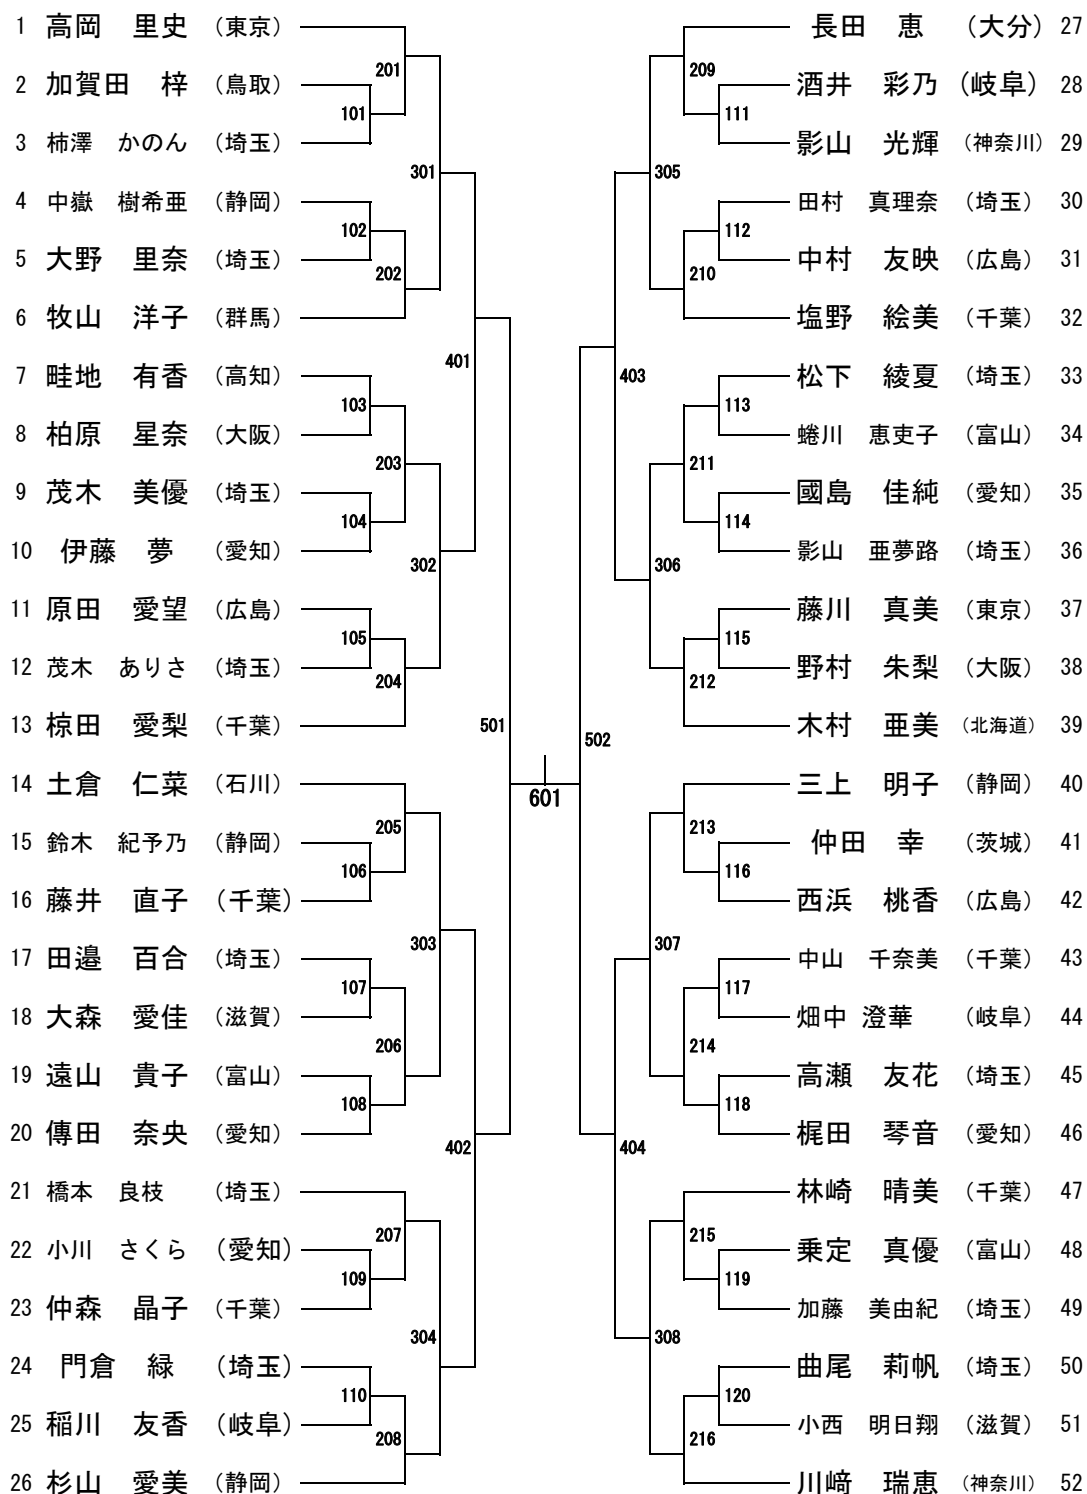 1 高岡 里史 （東京）
2 加賀田 梓 （鳥取）
3 柿澤 かのん （埼玉）
4 中嶽 樹希亜 （静岡）
5 大野 里奈 （埼玉）
6 牧山 洋子 （群馬）
7 畦地 有香 （高知）
8 柏原 星奈 （大阪）
9 茂木 美優 （埼玉）
10 伊藤 夢 （愛知）
11 原田 愛望 （広島）
12 茂木 ありさ （埼玉）
13 椋田 愛梨 （千葉）
14 土倉 仁菜 （石川）
15 鈴木 紀予乃 （静岡）
16 藤井 直子 （千葉）
17 田邉 百合 （埼玉）
18 大森 愛佳 （滋賀）
19 遠山 貴子 （富山）
20 傳田 奈央 （愛知）
21 橋本 良枝 （埼玉）
22 小川 さくら （愛知）
23 仲森 晶子 （千葉）
24 門倉 緑 （埼玉）
25 稲川 友香 （岐阜）
26 杉山 愛美 （静岡）
101
102
103
104
105
106
107
108
109
110
201
202
203
204
205
206
207
208
301
302
303
304
401
402
501
601
502
403
404
305
306
307
308
209
210
211
212
213
214
215
216
111
112
113
114
115
116
117
118
119
120
長田 恵 （大分） 27
酒井 彩乃 （岐阜） 28
影山 光輝 （神奈川） 29
田村 真理奈 （埼玉） 30
中村 友映 （広島） 31
塩野 絵美 （千葉） 32
松下 綾夏 （埼玉） 33
蜷川 恵吏子 （富山） 34
國島 佳純 （愛知） 35
影山 亜夢路 （埼玉） 36
藤川 真美 （東京） 37
野村 朱梨 （大阪） 38
木村 亜美 （北海道） 39
三上 明子 （静岡） 40
仲田 幸 （茨城） 41
西浜 桃香 （広島） 42
中山 千奈美 （千葉） 43
畑中 澄華 （岐阜） 44
高瀬 友花 （埼玉） 45
梶田 琴音 （愛知） 46
林崎 晴美 （千葉） 47
乗定 真優 （富山） 48
加藤 美由紀 （埼玉） 49
曲尾 莉帆 （埼玉） 50
小西 明日翔 （滋賀） 51
川﨑 瑞恵 （神奈川） 52